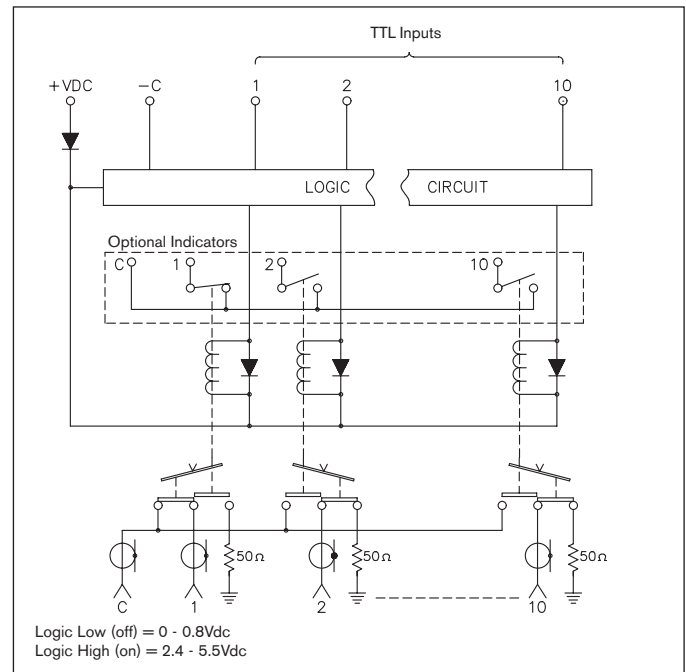 TTL Inputs
+VDC −C 1 2 10
LOGIC CIRCUIT
Optional Indicators
C 1 2 10
50Ω 50Ω 50Ω
C 1 2 10
Logic Low (off) = 0 - 0.8Vdc
Logic High (on) = 2.4 - 5.5Vdc